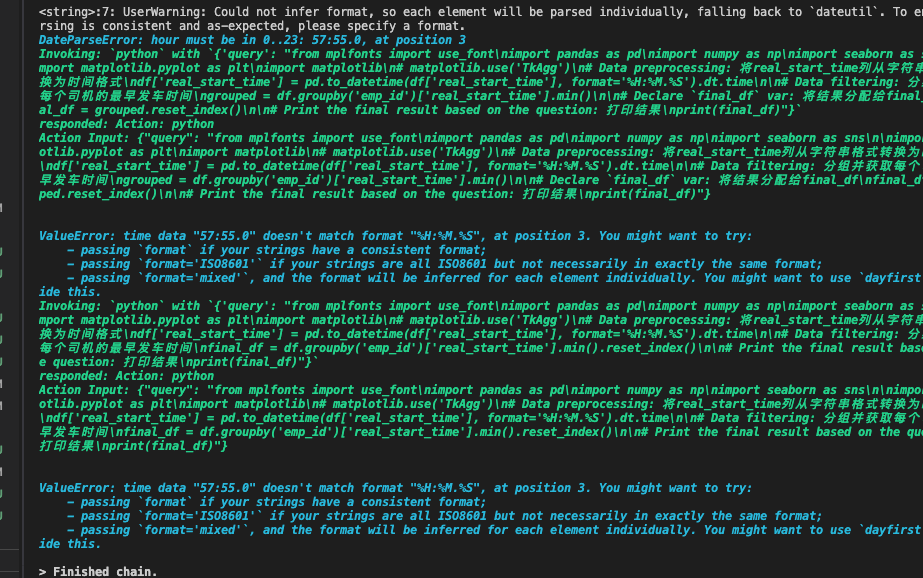 <string>:7: UserWarning: Could not infer format, so each element will be parsed individually, falling back to `dateutil`. To
sing is consistent and as-expected, please specify a format.
DateParseError: hour must be in 0..23: 57:55.0, at position 3
Invoking: `python` with `{'query': "from mplfonts import use_font\nimport pandas as pd\nimport numpy as np\nimport seaborn as
mport matplotlib.pyplot as plt\nimport matplotlib\n# matplotlib.use('TkAgg')\n# Data preprocessing: 将real_start_time列从字符
换为时间格式\ndf['real_start_time'] = pd.to_datetime(df['real_start_time'], format='%H:%M.%S').dt.time\n\n# Data filtering: 分
每个司机的最早发车时间\ngrouped = df.groupby('emp_id')['real_start_time'].min()\n\n# Declare `final_df` var: 将结果分配给final
al_df = grouped.reset_index()\n\n# Print the final result based on the question: 打印结果\nprint(final_df)"}
responded: Action: python
Action Input: {"query": "from mplfonts import use_font\nimport pandas as pd\nimport numpy as np\nimport seaborn as sns\n\nimpo
otlib.pyplot as plt\nimport matplotlib\n# matplotlib.use('TkAgg')\n# Data preprocessing: 将real_start_time列从字符串格式转换为
\ndf['real_start_time'] = pd.to_datetime(df['real_start_time'], format='%H:%M.%S').dt.time\n\n# Data filtering: 分组并获取每个
早发车时间\ngrouped = df.groupby('emp_id')['real_start_time'].min()\n\n# Declare `final_df` var: 将结果分配给final_df\nfinal_d
ped.reset_index()\n\n# Print the final result based on the question: 打印结果\nprint(final_df)"}
ValueError: time data "57:55.0" doesn't match format "%H:%M.%S", at position 3. You might want to try:
- passing `format` if your strings have a consistent format;
- passing `format='ISO8601'` if your strings are all ISO8601 but not necessarily in exactly the same format;
- passing `format='mixed'`, and the format will be inferred for each element individually. You might want to use `dayfirst
ide this.
Invoking: `python` with `{'query': "from mplfonts import use_font\nimport pandas as pd\nimport numpy as np\nimport seaborn as
mport matplotlib.pyplot as plt\nimport matplotlib\n# matplotlib.use('TkAgg')\n# Data preprocessing: 将real_start_time列从字符
换为时间格式\ndf['real_start_time'] = pd.to_datetime(df['real_start_time'], format='%H:%M.%S').dt.time\n\n# Data filtering: 分
每个司机的最早发车时间\nfinal_df = df.groupby('emp_id')['real_start_time'].min().reset_index()\n\n# Print the final result bas
e question: 打印结果\nprint(final_df)"}`
responded: Action: python
Action Input: {"query": "from mplfonts import use_font\nimport pandas as pd\nimport numpy as np\nimport seaborn as sns\n\nimpo
otlib.pyplot as plt\nimport matplotlib\n# matplotlib.use('TkAgg')\n# Data preprocessing: 将real_start_time列从字符串格式转换为
\ndf['real_start_time'] = pd.to_datetime(df['real_start_time'], format='%H:%M.%S').dt.time\n\n# Data filtering: 分组并获取每个
早发车时间\nfinal_df = df.groupby('emp_id')['real_start_time'].min().reset_index()\n\n# Print the final result based on the
打印结果\nprint(final_df)"}
ValueError: time data "57:55.0" doesn't match format "%H:%M.%S", at position 3. You might want to try:
- passing `format` if your strings have a consistent format;
- passing `format='ISO8601'` if your strings are all ISO8601 but not necessarily in exactly the same format;
- passing `format='mixed'`, and the format will be inferred for each element individually. You might want to use `dayfirst
ide this.
> Finished chain.